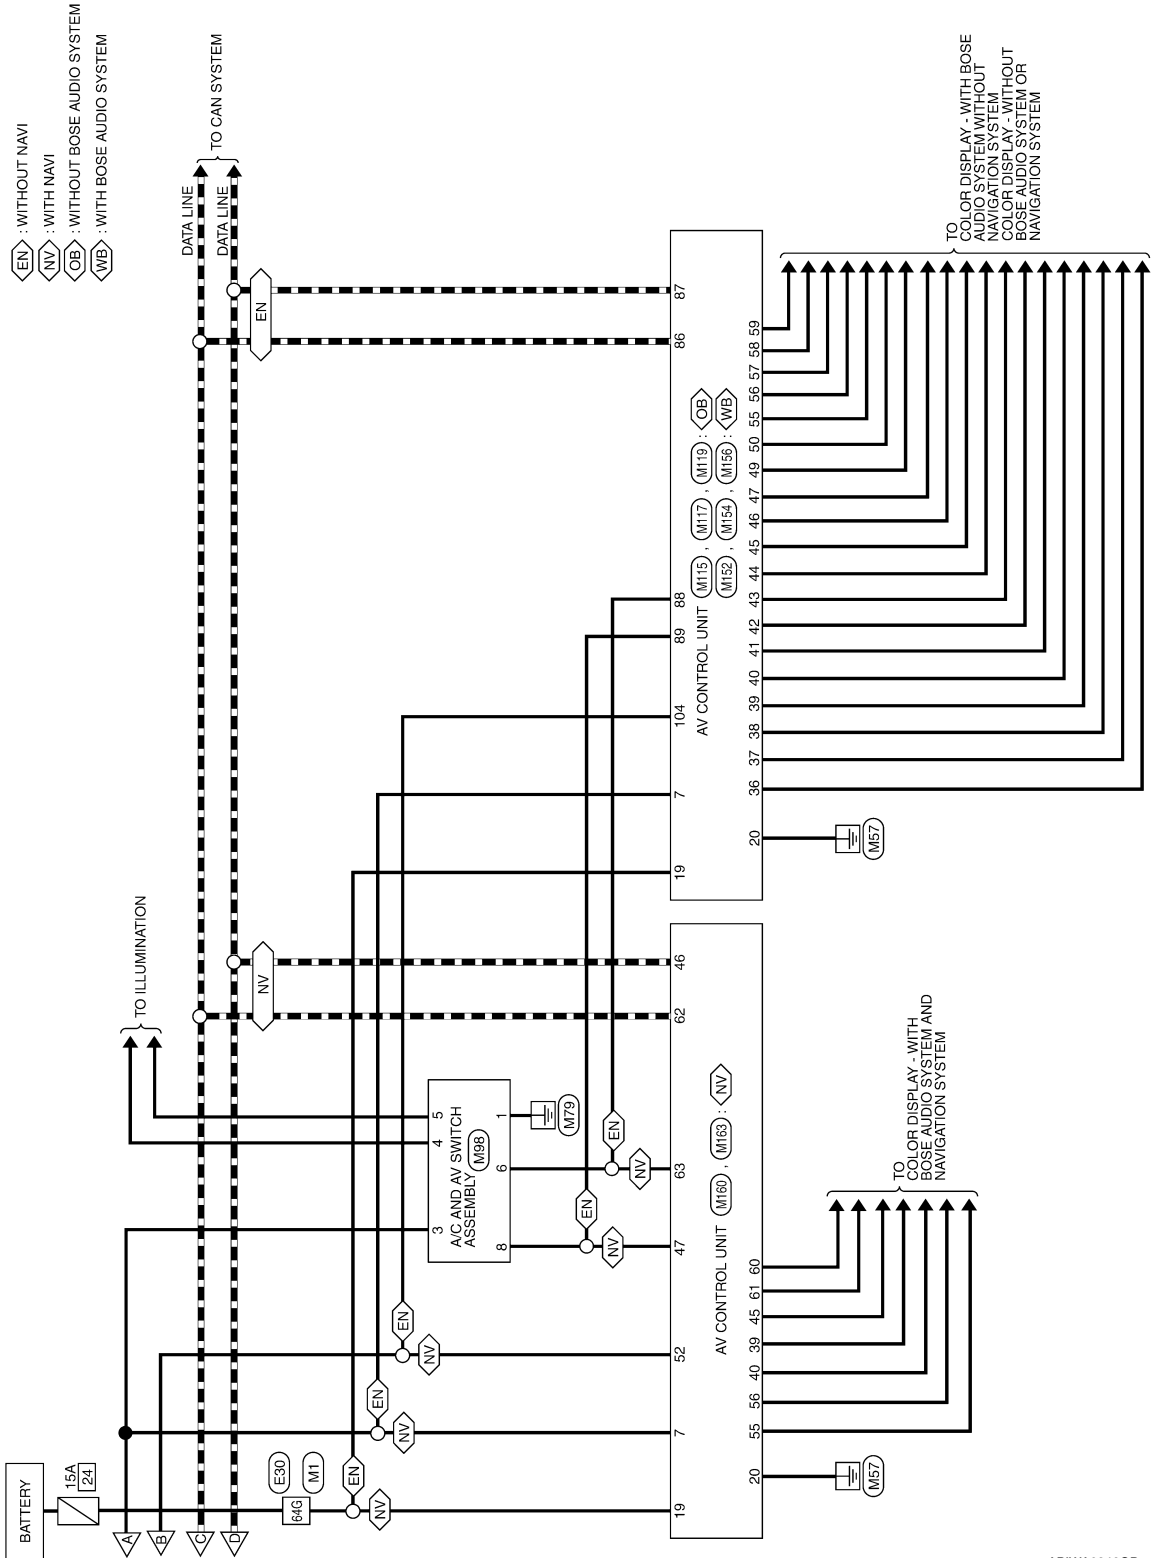 EN : WITHOUT NAVI
NV : WITH NAVI
OB : WITHOUT BOSE AUDIO SYSTEM
WB : WITH BOSE AUDIO SYSTEM
BATTERY
15A
24
A
B
C
D
E30
M1
64G
TO ILLUMINATION
DATA LINE
DATA LINE
TO CAN SYSTEM
EN
NV
EN
NV
EN
NV
NV
EN
3
4
5
A/C AND AV SWITCH
ASSEMBLY
M98
8
6
1
M79
EN
NV
EN
NV
19
7
52
47
63
62
46
AV CONTROL UNIT M160 , M163 : NV
20
55
56
40
39
45
61
60
M57
TO
COLOR DISPLAY - WITH
BOSE AUDIO SYSTEM AND
NAVIGATION SYSTEM
19
7
104
89
88
86
87
AV CONTROL UNIT
M115 , M117 , M119 : OB
M152 , M154 , M156 : WB
20
36
37
38
39
40
41
42
43
44
45
46
47
49
50
55
56
57
58
59
M57
TO
COLOR DISPLAY - WITH BOSE
AUDIO SYSTEM WITHOUT
NAVIGATION SYSTEM
COLOR DISPLAY - WITHOUT
BOSE AUDIO SYSTEM OR
NAVIGATION SYSTEM